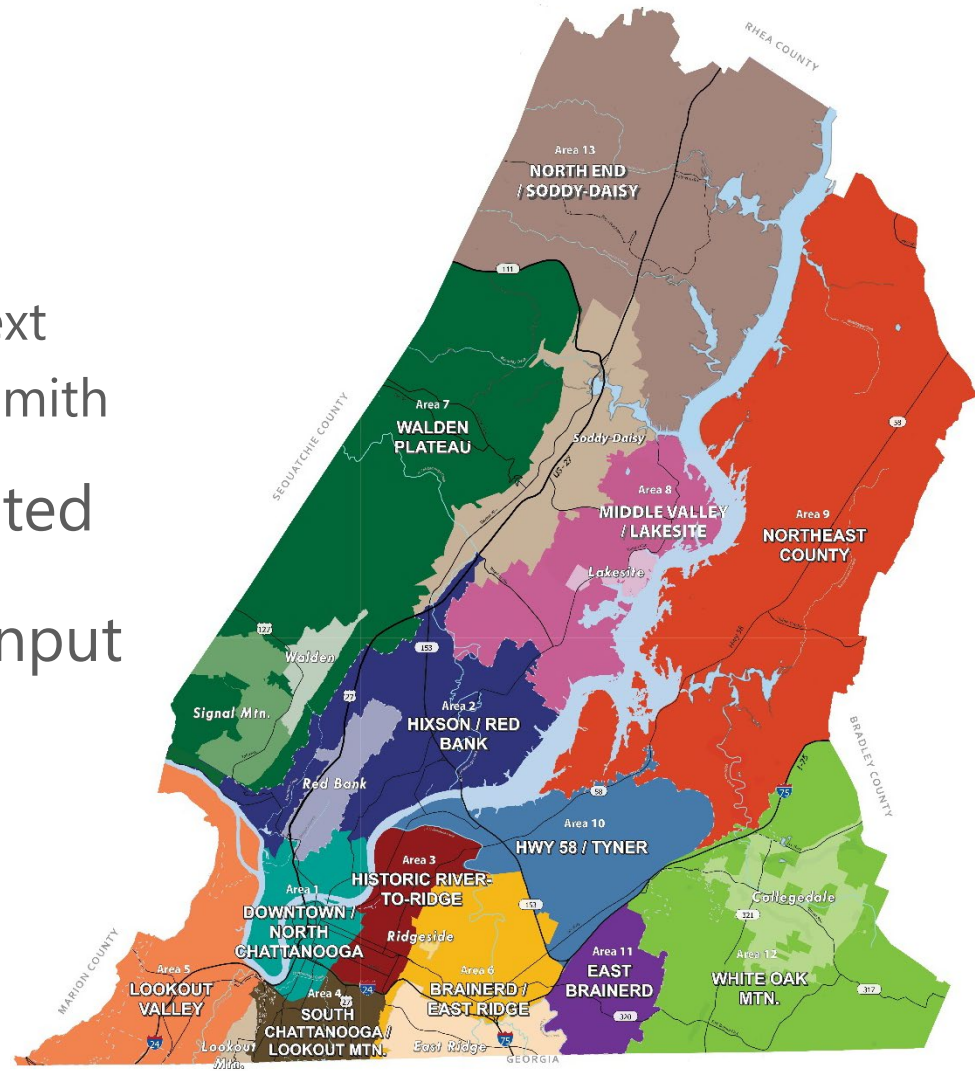 ext
mith
ted
nput
RHEA COUNTY
Area 13
NORTH END
/ SODDY-DAISY
111
SEQUATCHIE COUNTY
Area 7
WALDEN
PLATEAU
Soddy-Daisy
US - 27
58
Area 8
MIDDLE VALLEY
/ LAKESITE
Area 9
NORTHEAST
COUNTY
Lakesite
127
Walden
153
Hwy 58
Signal Mtn.
27
Area 2
HIXSON / RED
BANK
BRADLEY COUNTY
I-75
75
Red Bank
58
Area 10
HWY 58 / TYNER
Area 3
HISTORIC RIVER-
TO-RIDGE
Area 1
DOWNTOWN /
NORTH
CHATTANOOGA
153
Collegedale
321
Ridgeside
MARION COUNTY
Area 5
LOOKOUT
VALLEY
Area 6
BRAINERD /
EAST RIDGE
Area 11
EAST
BRAINERD
Area 12
WHITE OAK
MTN.
317
24
Area 4
27
SOUTH
CHATTANOOGA /
LOOKOUT MTN.
320
24
75
Lookout
Mtn.
East Ridge
GEORGIA